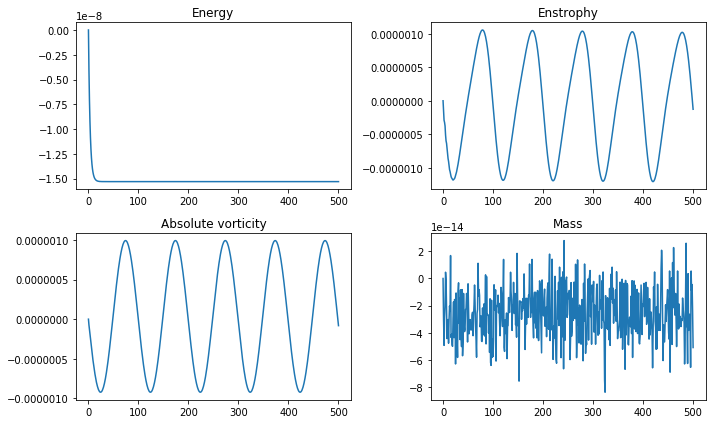 Energy
1e−8
0.00
−0.25
−0.50
−0.75
−1.00
−1.25
−1.50
0 100 200 300 400 500
Enstrophy
0.0000010
0.0000005
0.0000000
−0.0000005
−0.0000010
0 100 200 300 400 500
Absolute vorticity
0.0000010
0.0000005
0.0000000
−0.0000005
−0.0000010
0 100 200 300 400 500
Mass
1e−14
2
0
−2
−4
−6
−8
0 100 200 300 400 500